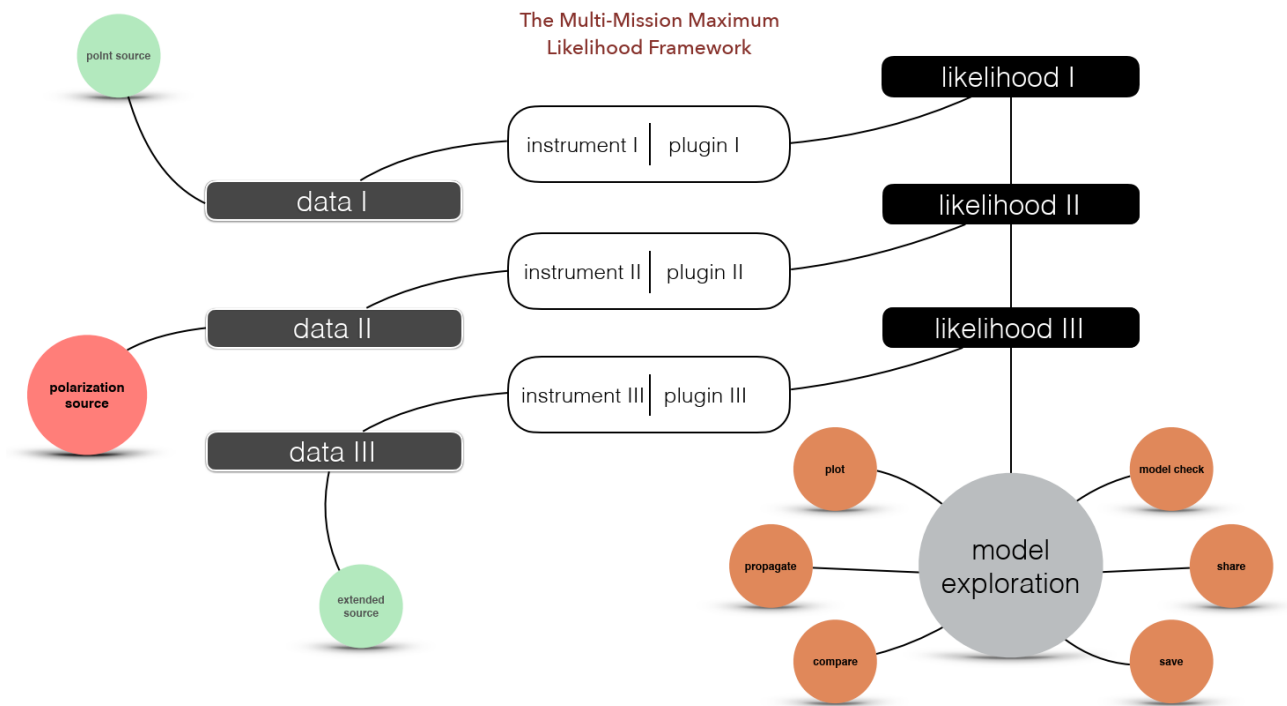 The Multi-Mission Maximum
Likelihood Framework
point source
likelihood I
instrument I
plugin I
data I
likelihood II
instrument II
plugin II
data II
likelihood III
polarization
source
instrument III
plugin III
data III
plot
model check
model
exploration
propagate
share
extended
source
compare
save